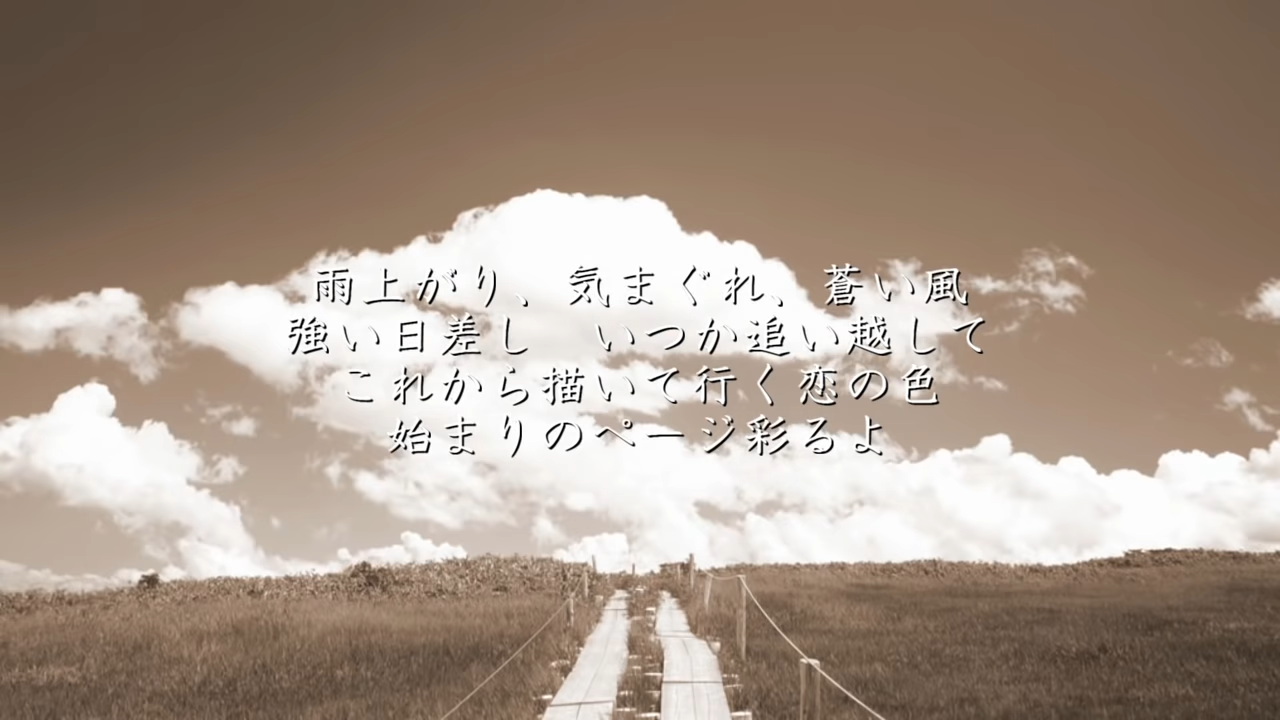 雨上がり、気まぐれ、蒼い風
強い日差し　いつか追い越して
これから描いて行く恋の色
始まりのページ彩るよ